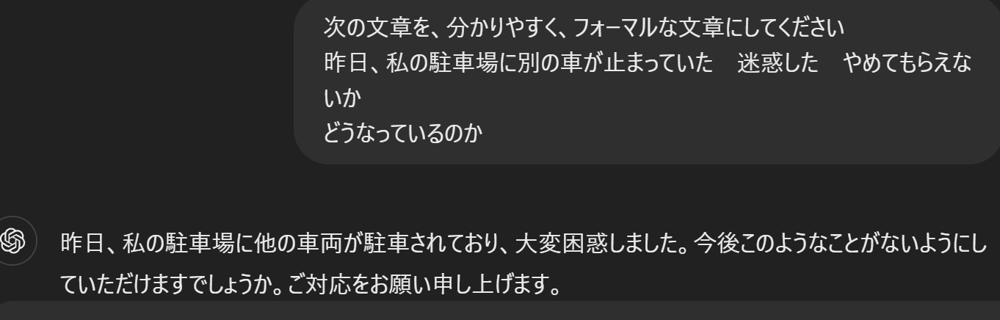 次の文章を、分かりやすく、フォーマルな文章にしてください
昨日、私の駐車場に別の車が止まっていた　迷惑した　やめてもらえな
いか
どうなっているのか
昨日、私の駐車場に他の車両が駐車されており、大変困惑しました。今後このようなことがないようにし
ていただけますでしょうか。ご対応をお願い申し上げます。